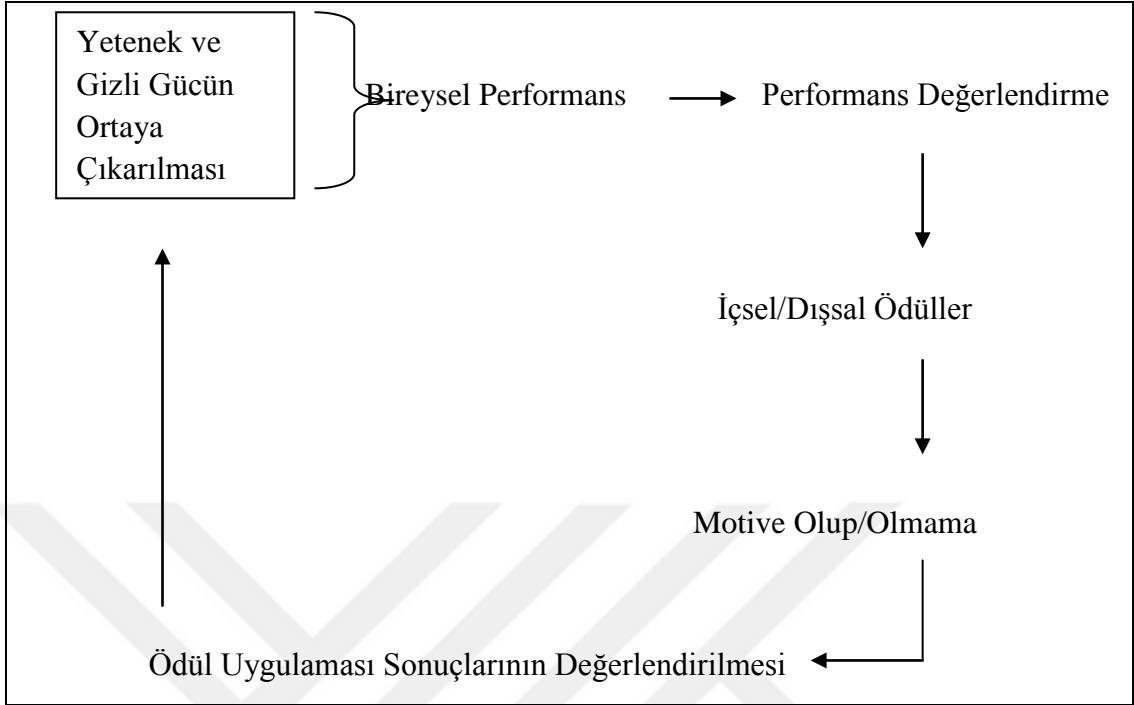 Yetenek ve
Gizli Gücün
Ortaya
Çıkarılması
Bireysel Performans
Performans Değerlendirme
İçsel/Dışsal Ödüller
Motive Olup/Olmama
Ödül Uygulaması Sonuçlarının Değerlendirilmesi